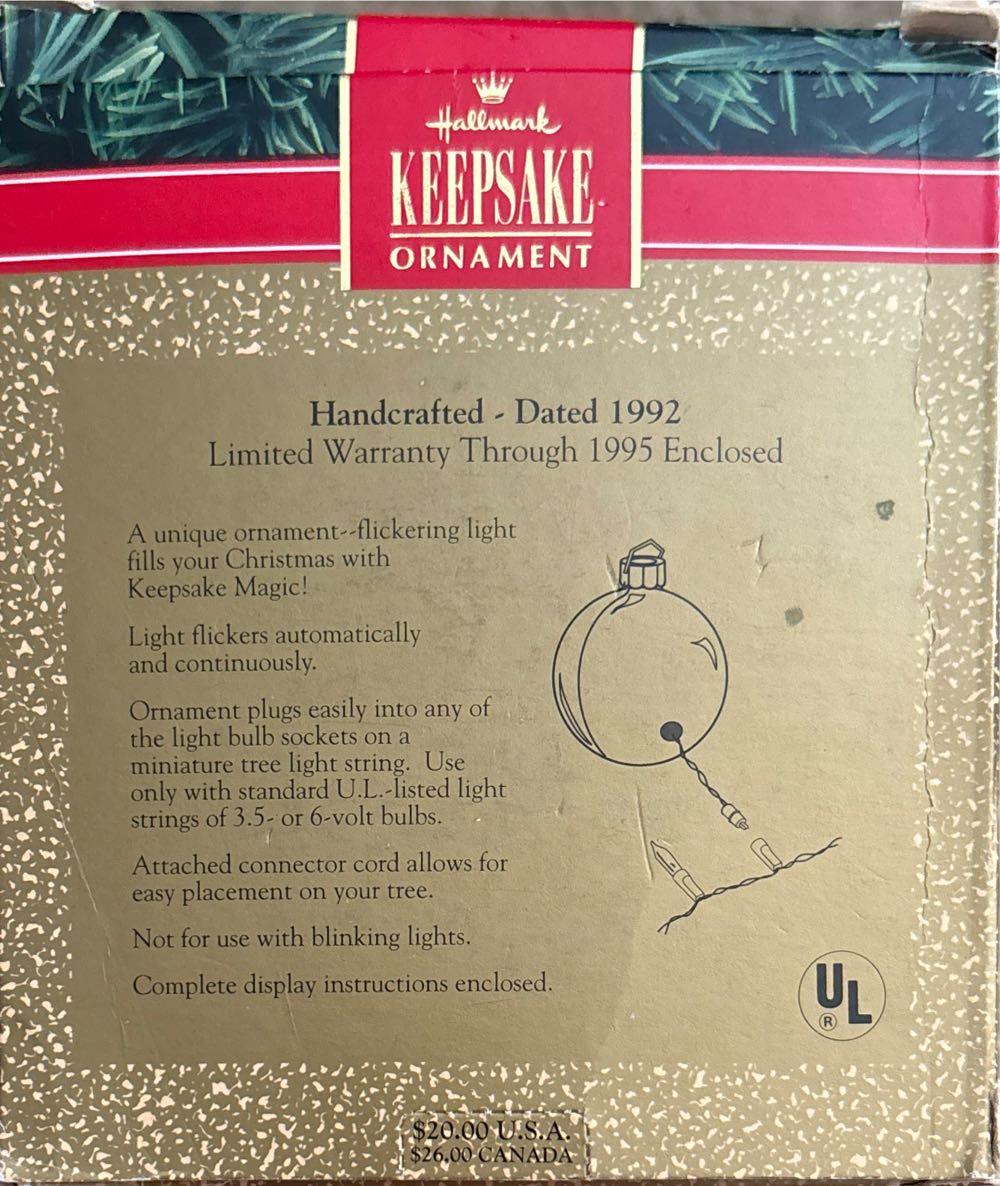 Hallmark
KEEPSAKE
ORNAMENT
Handcrafted - Dated 1992
Limited Warranty Through 1995 Enclosed
A unique ornament--flickering light
fills your Christmas with
Keepsake Magic!
Light flickers automatically
and continuously.
Ornament plugs easily into any of
the light bulb sockets on a
miniature tree light string. Use
only with standard U.L.-listed light
strings of 3.5- or 6-volt bulbs.
Attached connector cord allows for
easy placement on your tree.
Not for use with blinking lights.
Complete display instructions enclosed.
UL
®
$20.00 U.S.A.
$26.00 CANADA